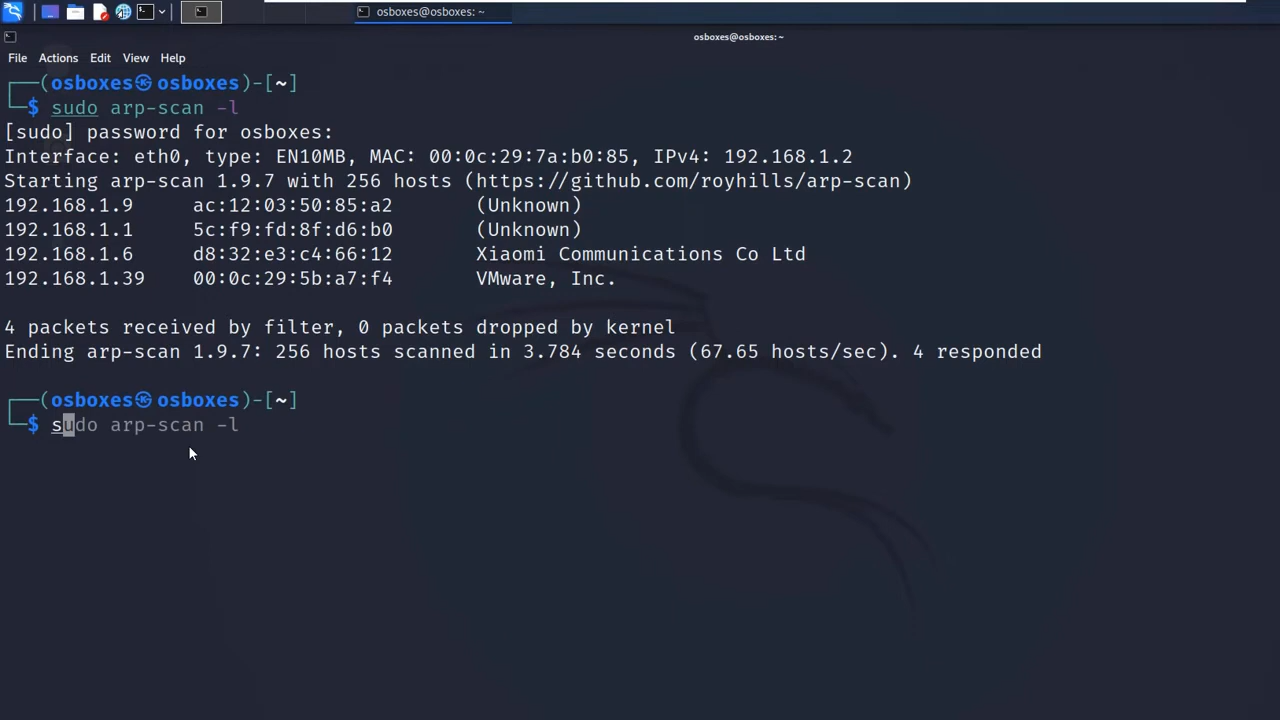 osboxes@osboxes: ~
osboxes@osboxes:~
File Actions Edit View Help
┌──(osboxes㉿osboxes)-[~]
└─$ sudo arp-scan -l
[sudo] password for osboxes:
Interface: eth0, type: EN10MB, MAC: 00:0c:29:7a:b0:85, IPv4: 192.168.1.2
Starting arp-scan 1.9.7 with 256 hosts (https://github.com/royhills/arp-scan)
192.168.1.9 ac:12:03:50:85:a2 (Unknown)
192.168.1.1 5c:f9:fd:8f:d6:b0 (Unknown)
192.168.1.6 d8:32:e3:c4:66:12 Xiaomi Communications Co Ltd
192.168.1.39 00:0c:29:5b:a7:f4 VMware, Inc.
4 packets received by filter, 0 packets dropped by kernel
Ending arp-scan 1.9.7: 256 hosts scanned in 3.784 seconds (67.65 hosts/sec). 4 responded
┌──(osboxes㉿osboxes)-[~]
└─$ sudo arp-scan -l